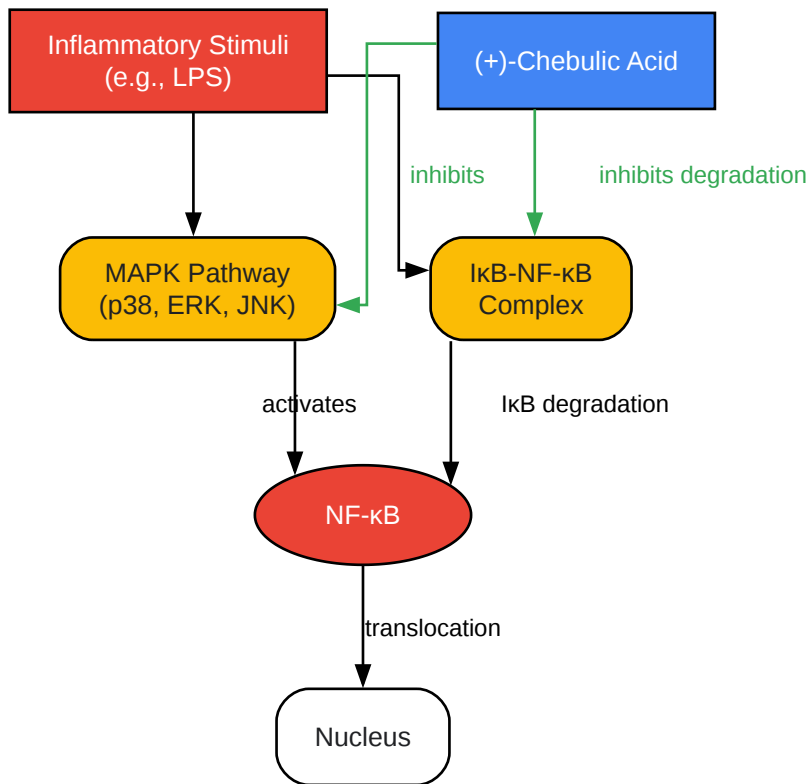 Inflammatory Stimuli
(e.g., LPS)
(+)-Chebulic Acid
inhibits
inhibits degradation
MAPK Pathway
(p38, ERK, JNK)
IκB-NF-κB
Complex
activates
IκB degradation
NF-κB
translocation
Nucleus